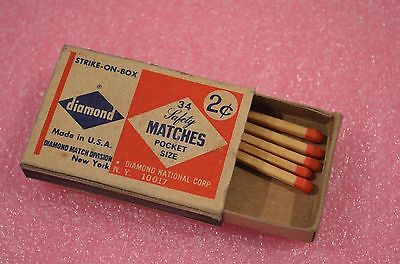 STRIKE-ON-BOX
diamond
®
Made in U.S.A.
DIAMOND MATCH DIVISION
New York
34
Safety
MATCHES
POCKET
SIZE
2¢
• DIAMOND NATIONAL CORP.
N. Y. 10017